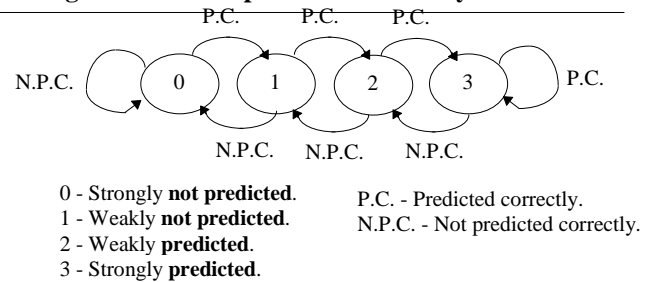 P.C. P.C. P.C.
N.P.C. 0 1 2 3 P.C.
N.P.C. N.P.C. N.P.C.
0 - Strongly not predicted.
1 - Weakly not predicted.
2 - Weakly predicted.
3 - Strongly predicted.
P.C. - Predicted correctly.
N.P.C. - Not predicted correctly.